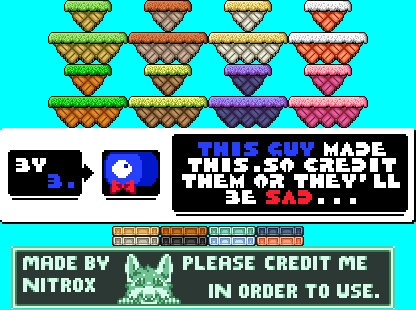 BY
B.
THIS GUY MADE
THIS.SO CREDIT
THEM OR THEY'LL
BE SAD...
MADE BY
NITROX
PLEASE CREDIT ME
IN ORDER TO USE.